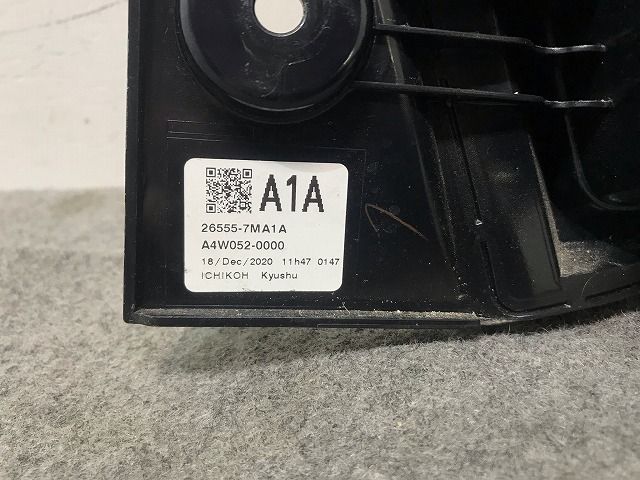 A1A
26555-7MA1A
A4W052-0000
18/Dec/2020 11h47 0147
ICHIKOH Kyushu